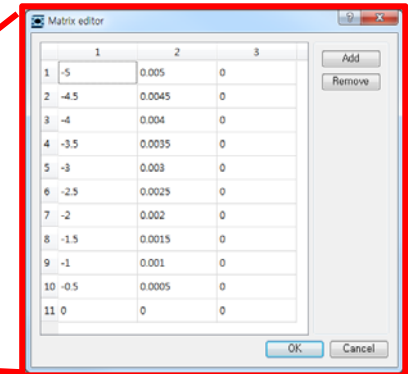 Matrix editor
1 2 3
Add
1 -5 0.005 0
Remove
2 -4.5 0.0045 0
3 -4 0.004 0
4 -3.5 0.0035 0
5 -3 0.003 0
6 -2.5 0.0025 0
7 -2 0.002 0
8 -1.5 0.0015 0
9 -1 0.001 0
10 -0.5 0.0005 0
11 0 0 0
OK Cancel